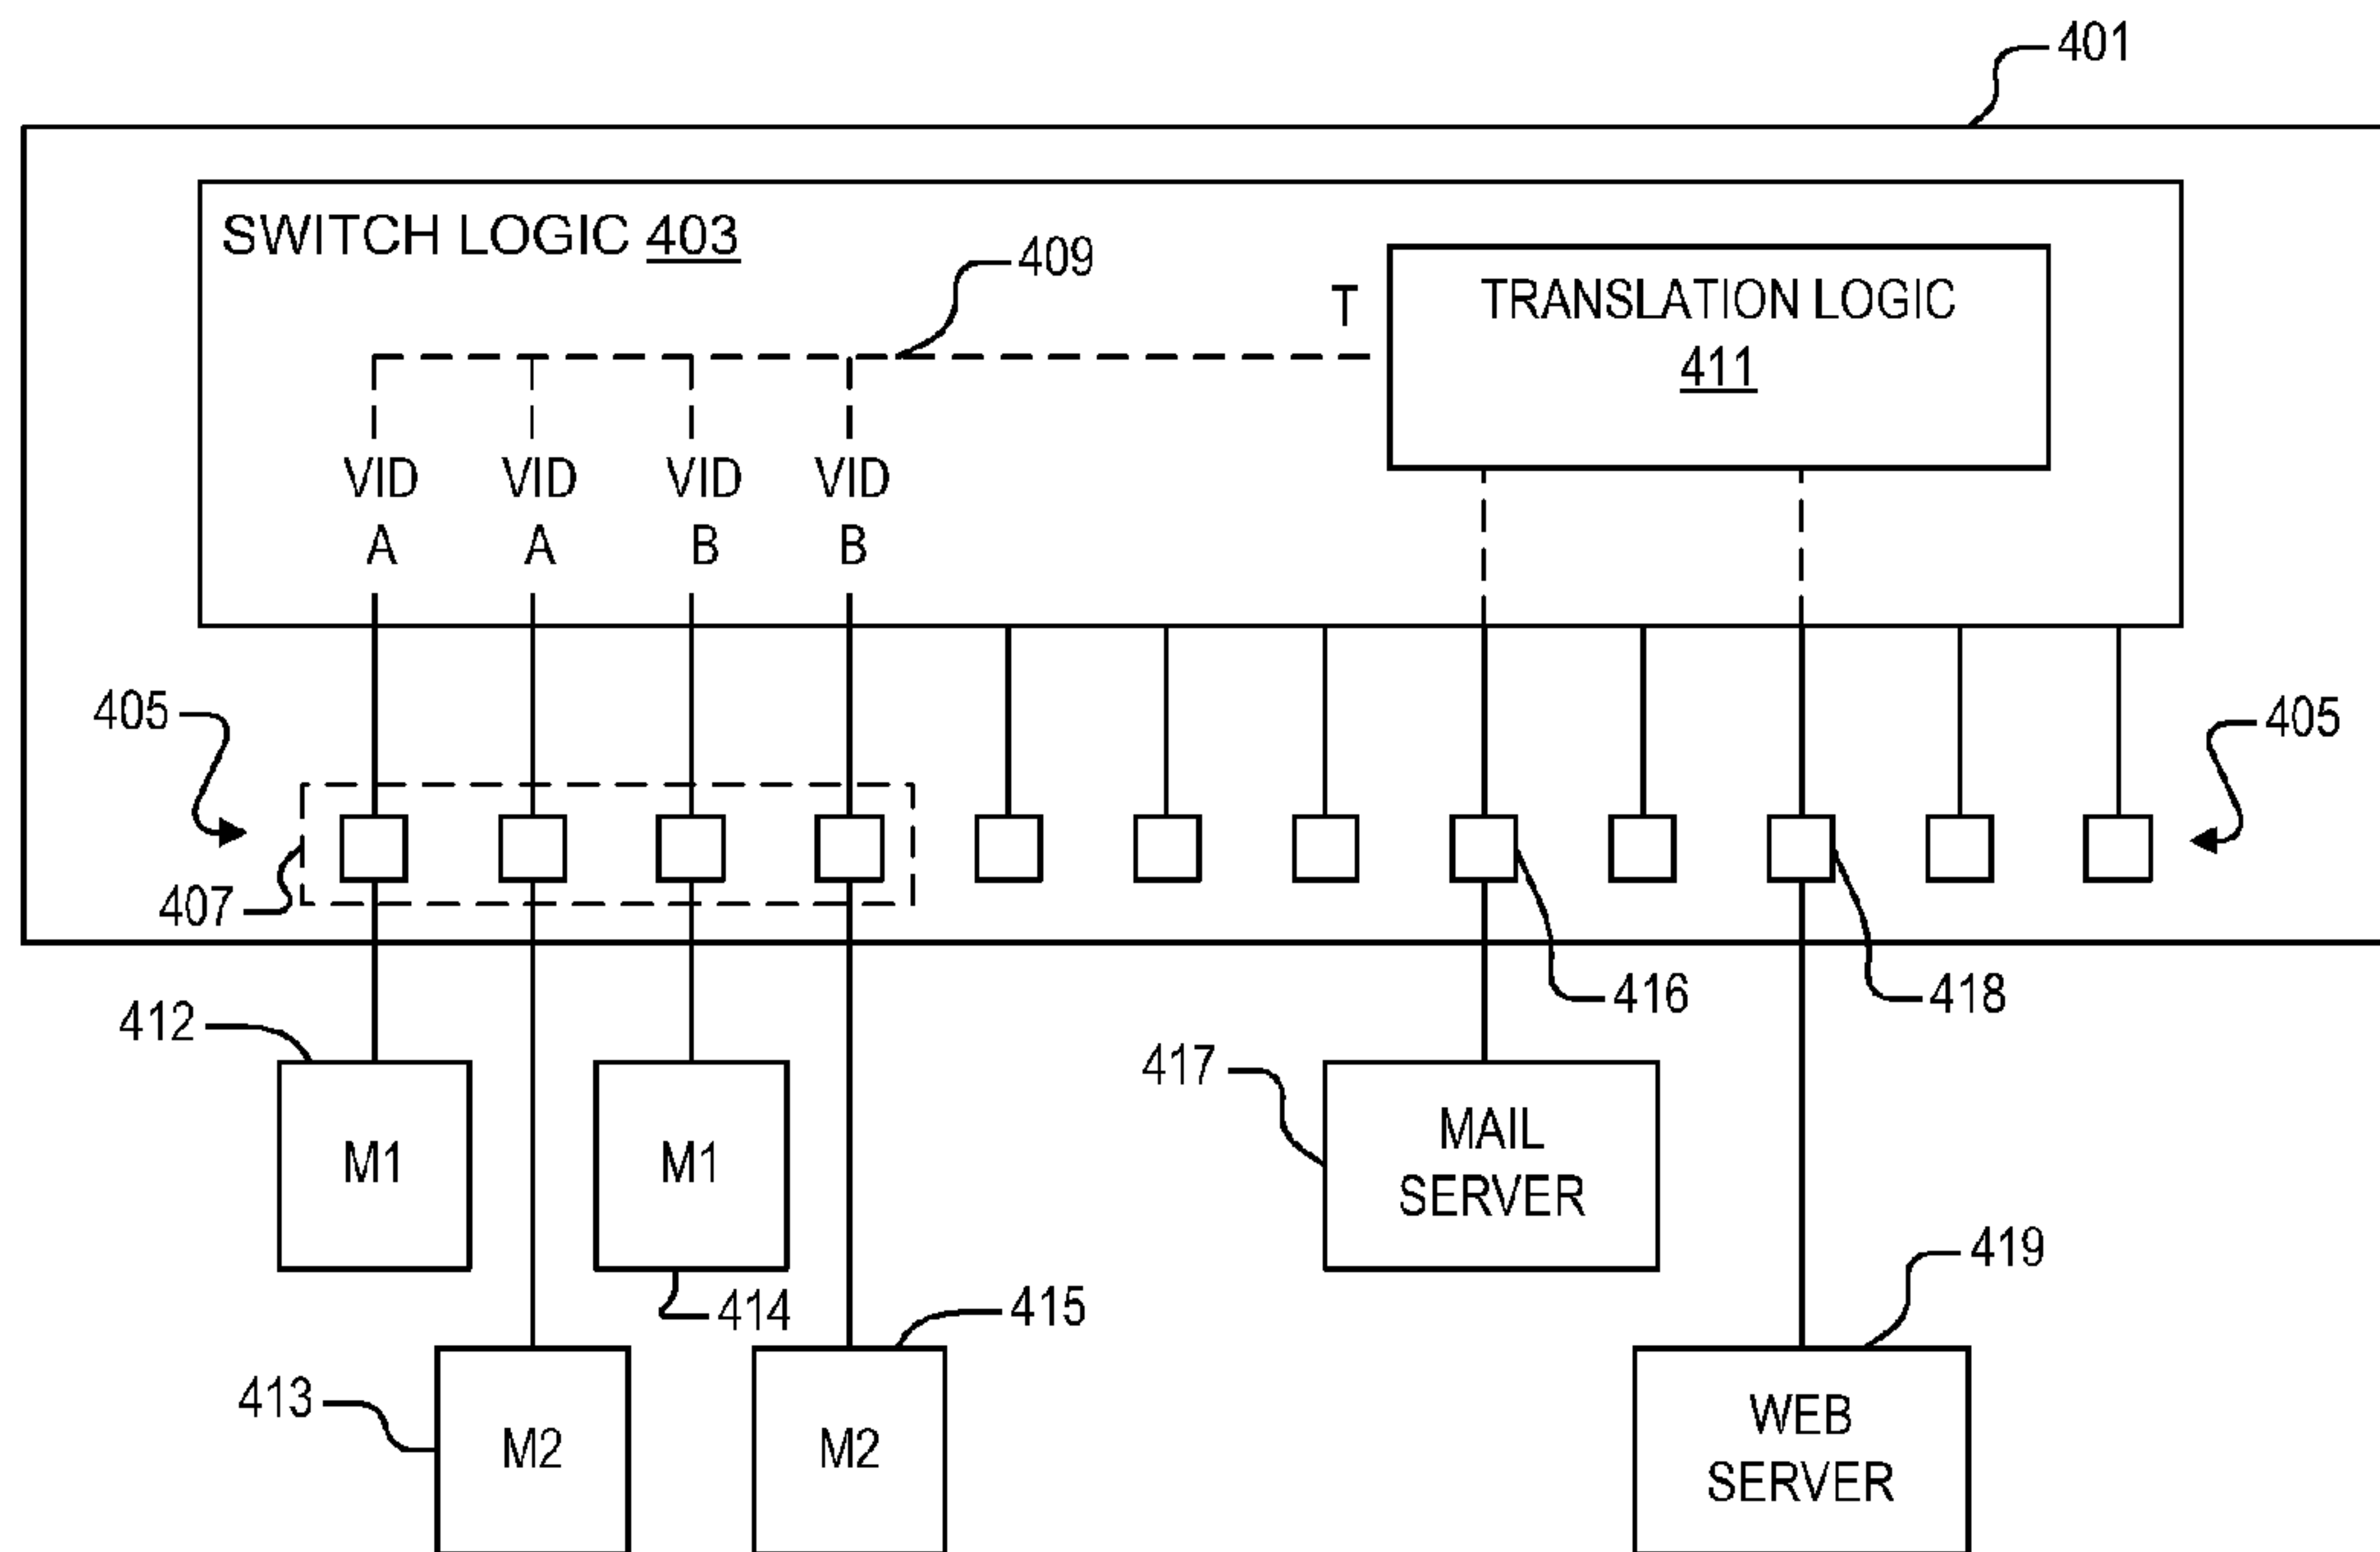 401
SWITCH LOGIC 403
409
T
TRANSLATION LOGIC
411
VID
A
VID
A
VID
B
VID
B
405
405
407
416
418
412
M1
M1
417
MAIL
SERVER
414
415
419
413
M2
M2
WEB
SERVER